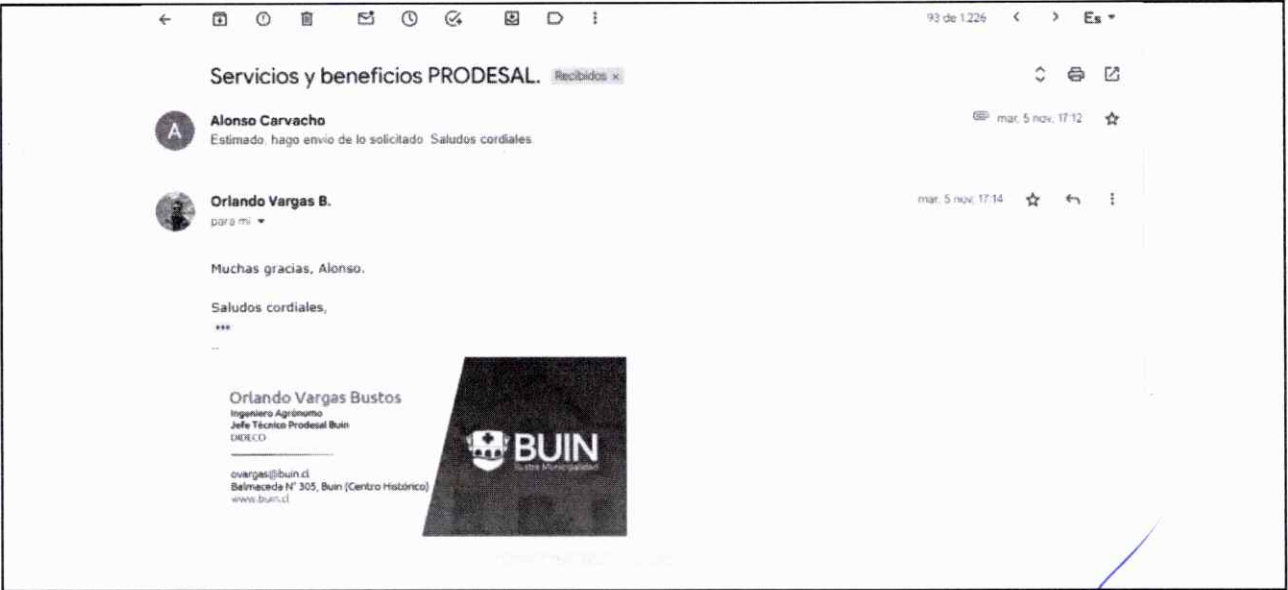 93 de 1.226
Es
Servicios y beneficios PRODESAL. Recibidos ×
A
Alonso Carvacho
mar, 5 nov, 17:12
Estimado, hago envio de lo solicitado. Saludos cordiales
Orlando Vargas B.
mar, 5 nov, 17:14
para mi
Muchas gracias, Alonso.
Saludos cordiales,
•••
--
Orlando Vargas Bustos
Ingeniero Agrónomo
Jefe Técnico Prodesal Buin
DIDECO
ovargas@buin.cl
Balmaceda N° 305, Buin (Centro Histórico)
www.buin.cl
BUIN
Ilustre Municipalidad